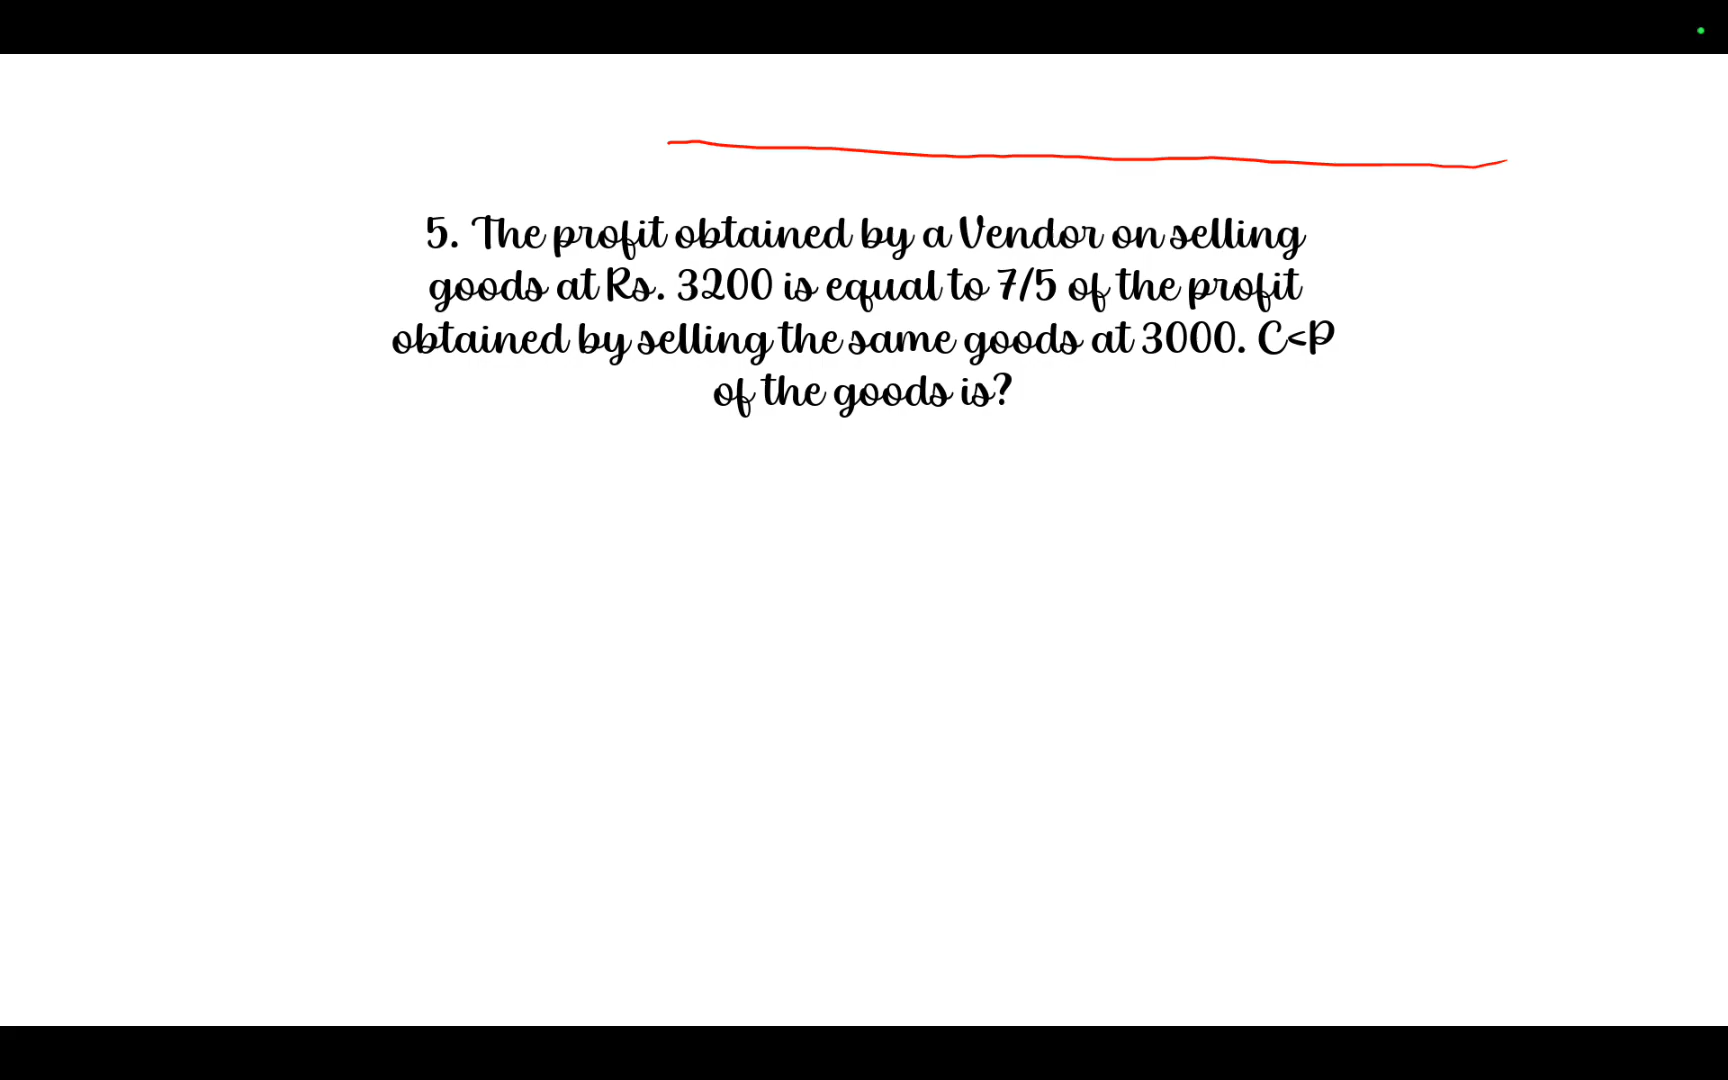 5. The profit obtained by a Vendor on selling
goods at Rs. 3200 is equal to 7/5 of the profit
obtained by selling the same goods at 3000. C<P
of the goods is?